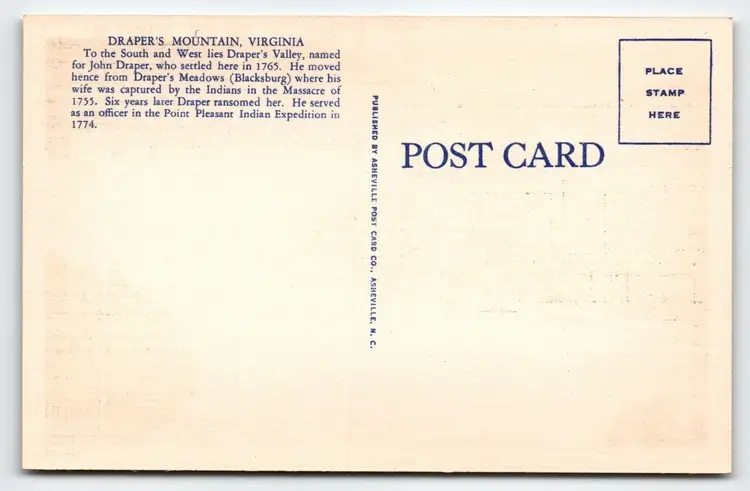 DRAPER'S MOUNTAIN, VIRGINIA
To the South and West lies Draper's Valley, named
for John Draper, who settled here in 1765. He moved
hence from Draper's Meadows (Blacksburg) where his
wife was captured by the Indians in the Massacre of
1755. Six years later Draper ransomed her. He served
as an officer in the Point Pleasant Indian Expedition in
1774.
PUBLISHED BY ASHEVILLE POST CARD CO., ASHEVILLE, N. C.
POST CARD
PLACE
STAMP
HERE